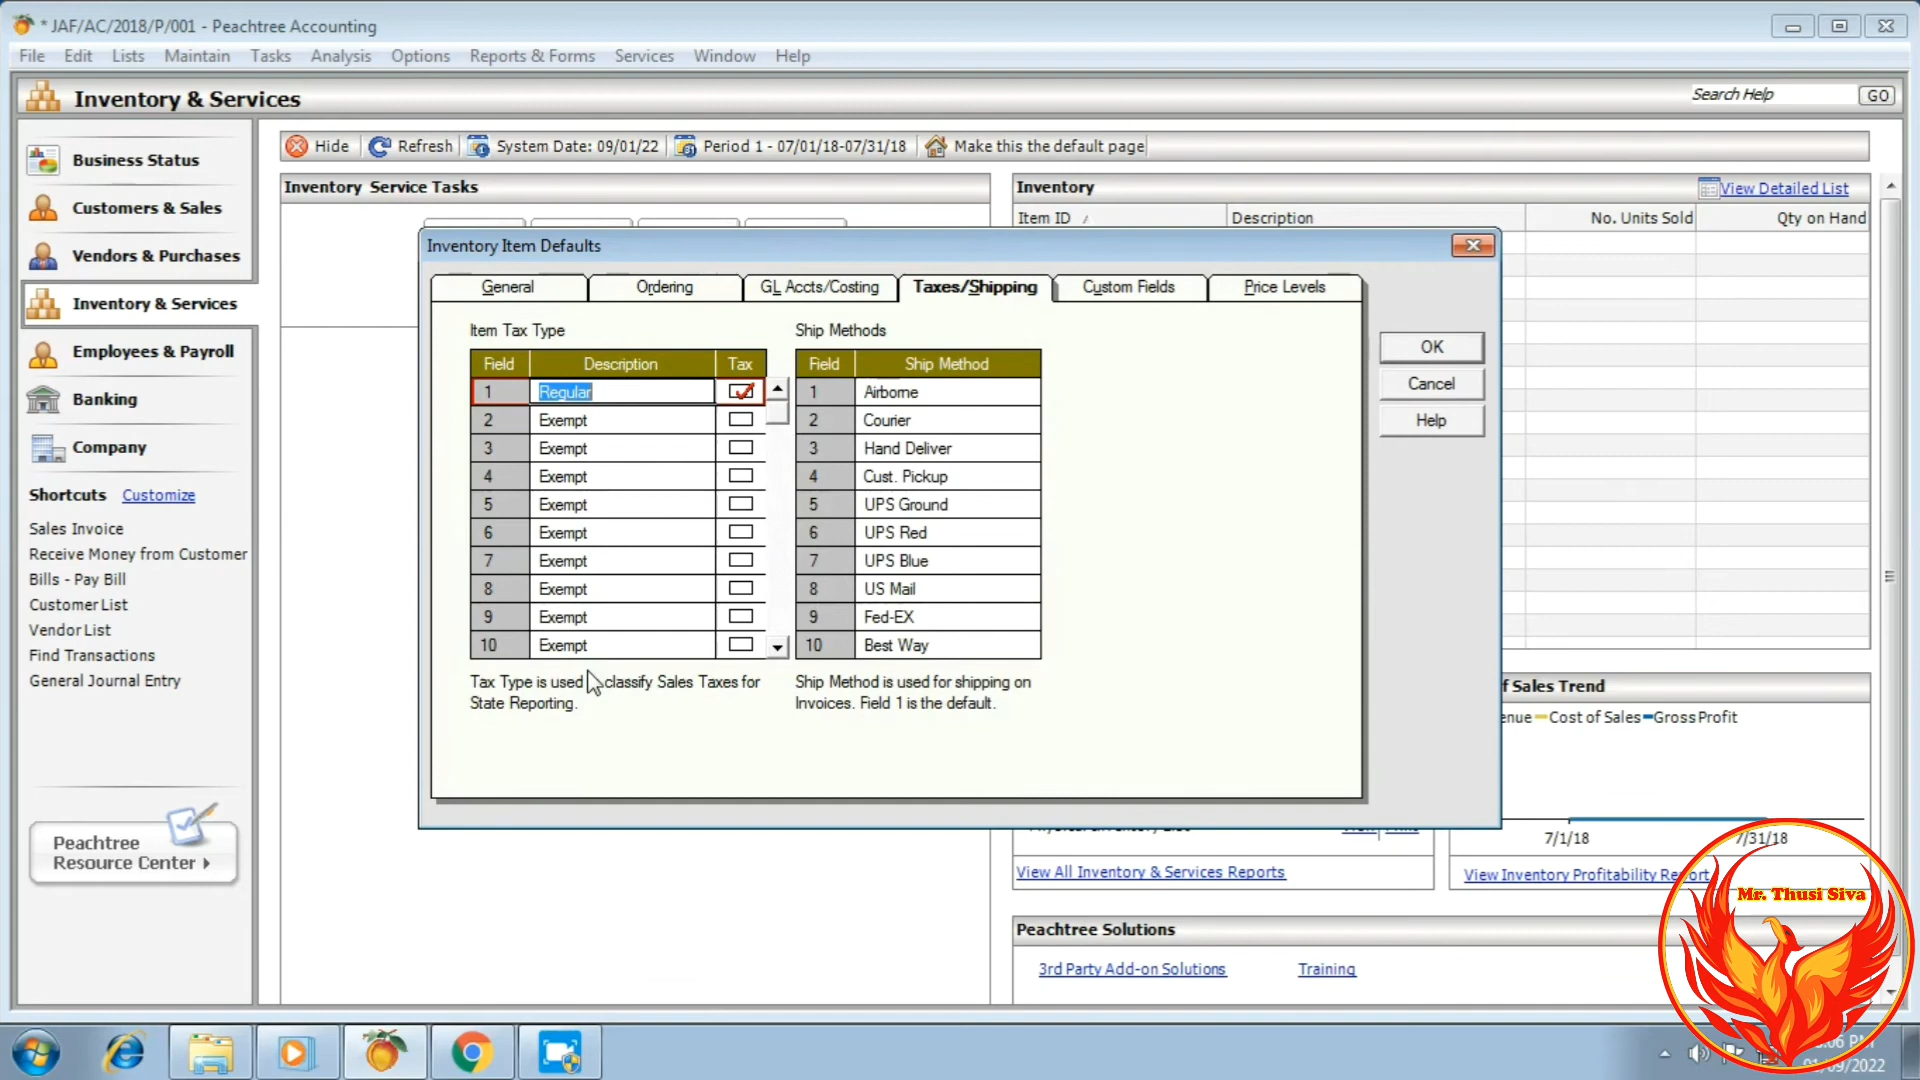 * JAF/AC/2018/P/001 - Peachtree Accounting
File Edit Lists Maintain Tasks Analysis Options Reports & Forms Services Window Help
Inventory & Services
Search Help GO
Business Status
Customers & Sales
Vendors & Purchases
Inventory & Services
Employees & Payroll
Banking
Company
Shortcuts Customize
Sales Invoice
Receive Money from Customer
Bills - Pay Bill
Customer List
Vendor List
Find Transactions
General Journal Entry
Peachtree
Resource Center
Hide Refresh System Date: 09/01/22 Period 1 - 07/01/18-07/31/18 Make this the default page
Inventory Service Tasks
Inventory View Detailed List
Item ID Description No. Units Sold Qty on Hand
Inventory Item Defaults
General Ordering GL Accts/Costing Taxes/Shipping Custom Fields Price Levels
Item Tax Type
Field Description Tax
1 Regular
2 Exempt
3 Exempt
4 Exempt
5 Exempt
6 Exempt
7 Exempt
8 Exempt
9 Exempt
10 Exempt
Tax Type is used classify Sales Taxes for
State Reporting.
Ship Methods
Field Ship Method
1 Airborne
2 Courier
3 Hand Deliver
4 Cust. Pickup
5 UPS Ground
6 UPS Red
7 UPS Blue
8 US Mail
9 Fed-EX
10 Best Way
Ship Method is used for shipping on
Invoices. Field 1 is the default.
OK
Cancel
Help
of Sales Trend
Cost of Sales Gross Profit
7/1/18 7/31/18
View All Inventory & Services Reports
View Inventory Profitability Report
Peachtree Solutions
3rd Party Add-on Solutions Training
Mr. Thusi Siva
01/09/2022